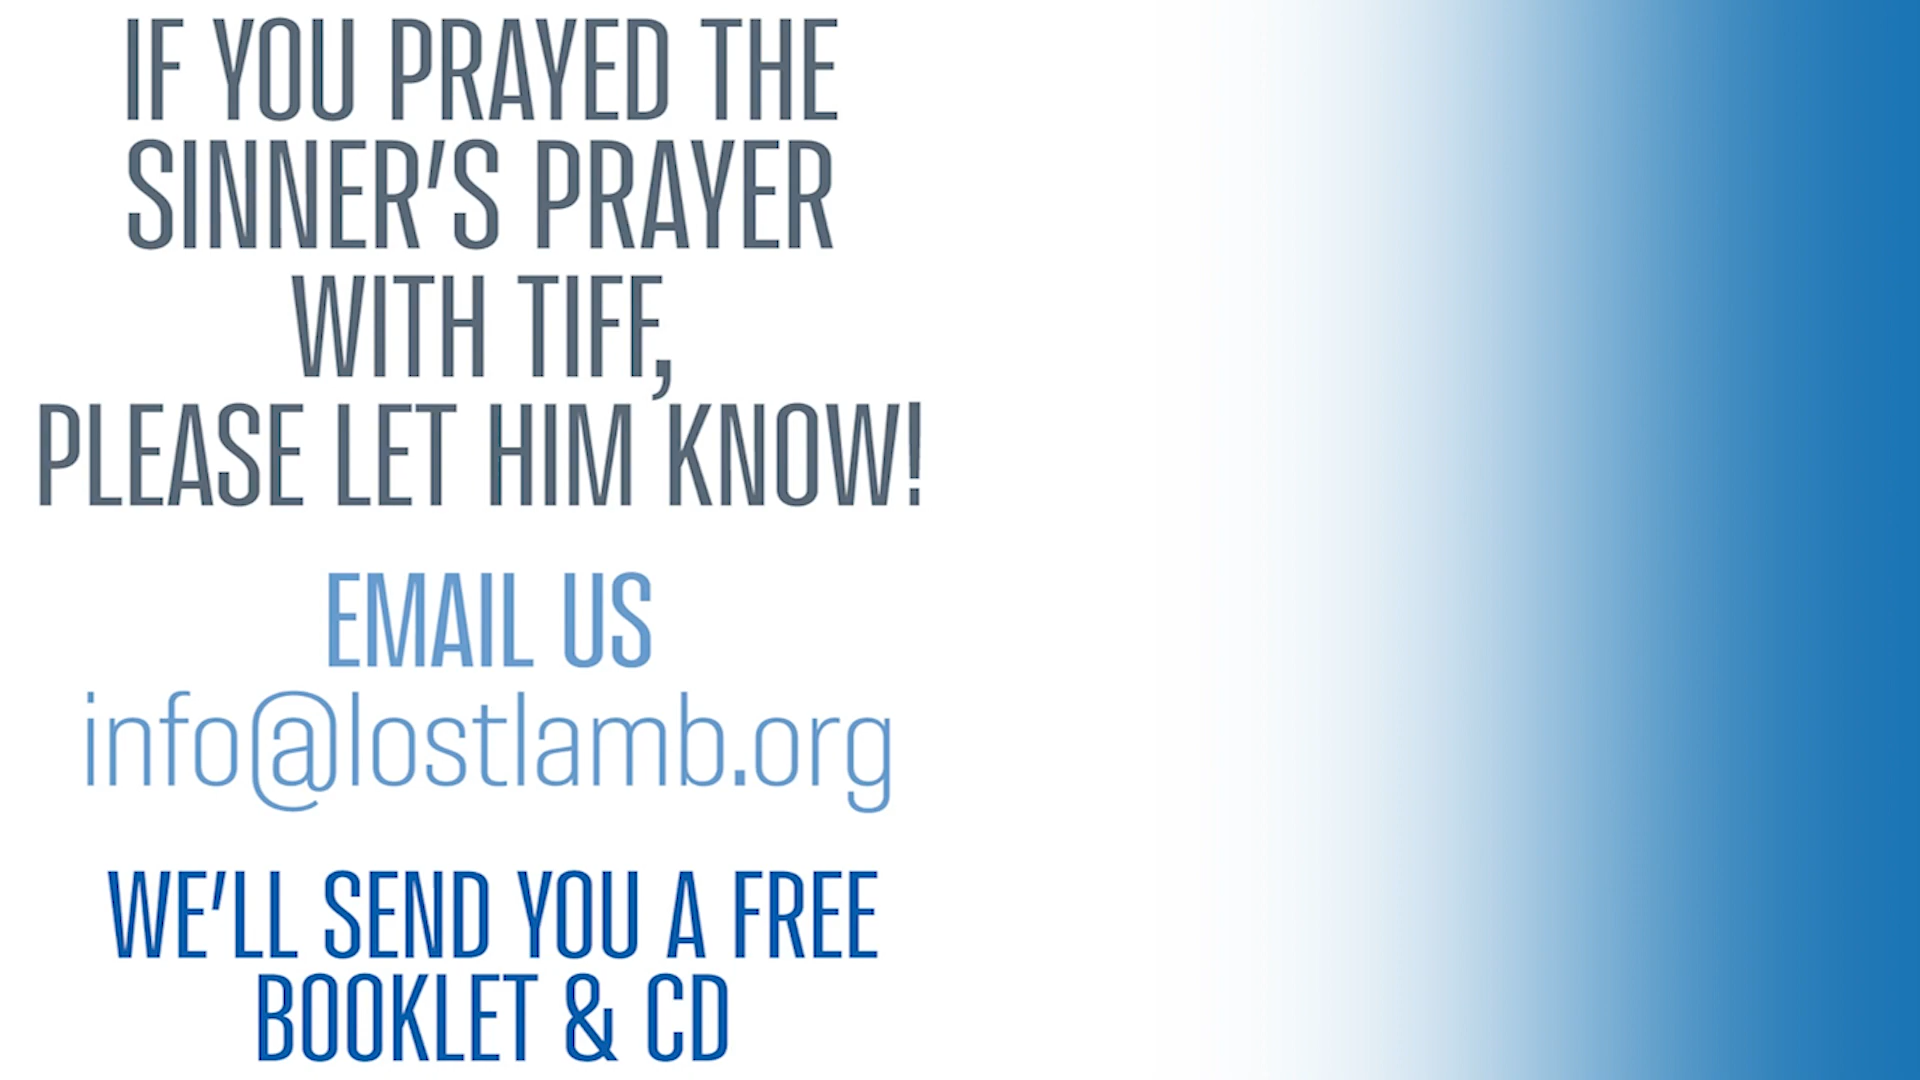 IF YOU PRAYED THE
SINNER'S PRAYER
WITH TIFF,
PLEASE LET HIM KNOW!
EMAIL US
info@lostlamb.org
WE'LL SEND YOU A FREE
BOOKLET & CD